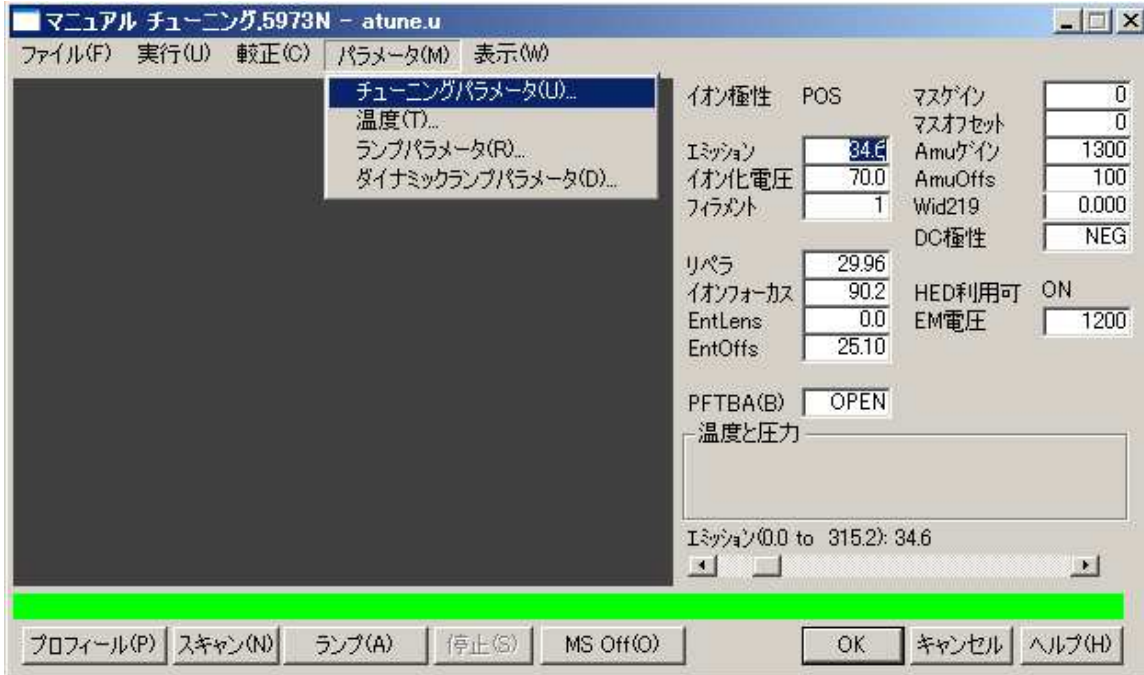 マニュアル チューニング,5973N - atune.u
ファイル(F) 実行(U) 較正(C) パラメータ(M) 表示(W)
チューニングパラメータ(U)...
温度(T)...
ランプパラメータ(R)...
ダイナミックランプパラメータ(D)...
イオン極性 POS
エミッション 34.6
イオン化電圧 70.0
フィラメント 1
リペラ 29.96
イオンフォーカス 90.2
EntLens 0.0
EntOffs 25.10
PFTBA(B) OPEN
マスゲイン 0
マスオフセット 0
Amuゲイン 1300
AmuOffs 100
Wid219 0.000
DC極性 NEG
HED利用可 ON
EM電圧 1200
温度と圧力
エミッション(0.0 to 315.2): 34.6
プロフィール(P) スキャン(N) ランプ(A) 停止(S) MS Off(O) OK キャンセル ヘルプ(H)